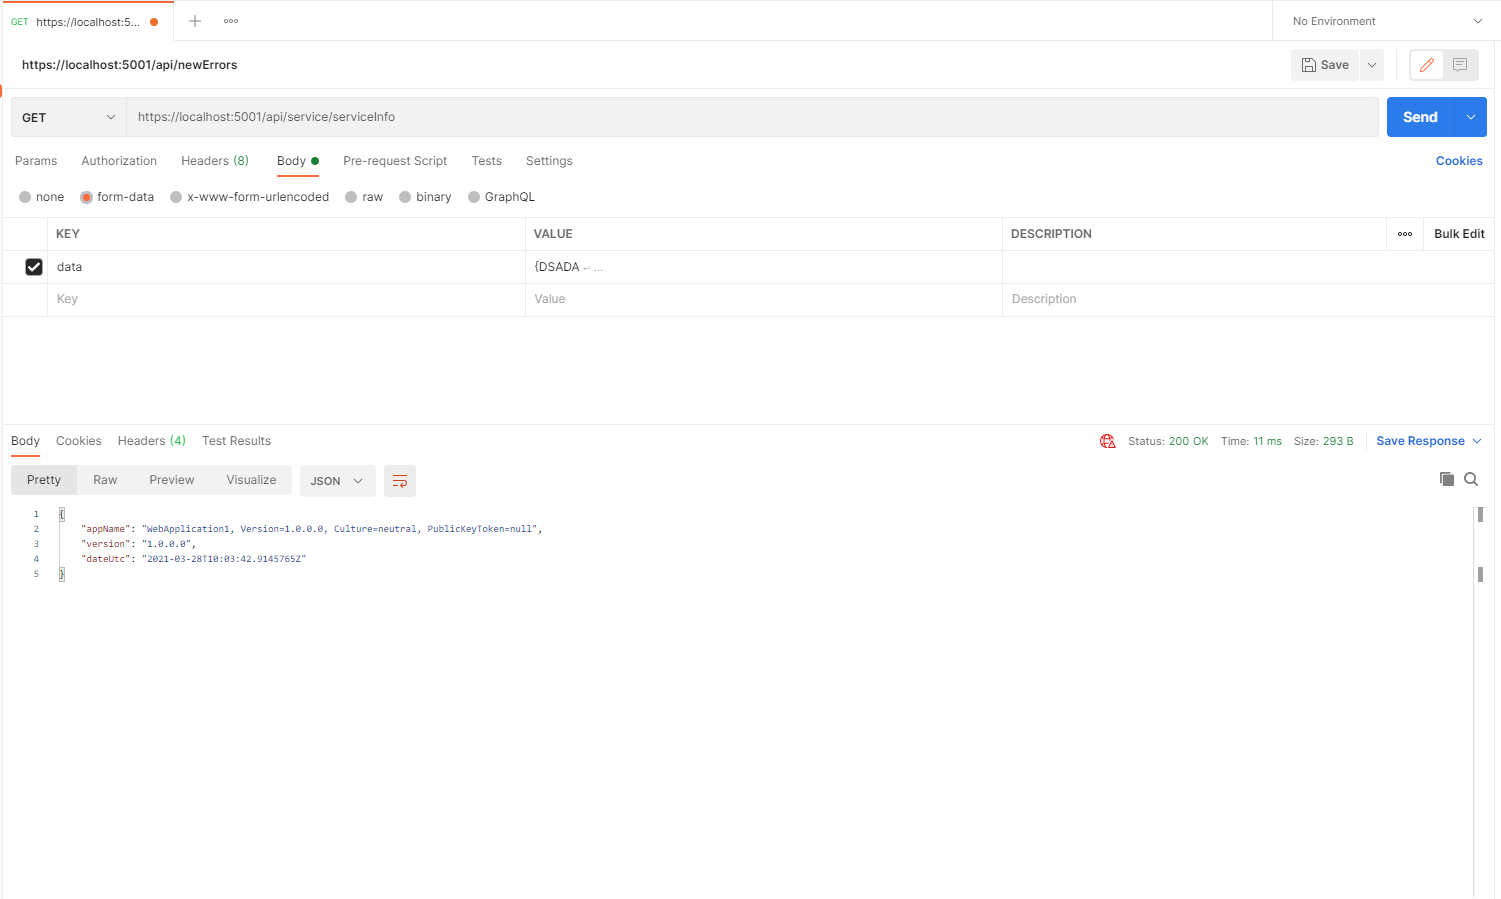 GET https://localhost:5...
No Environment
https://localhost:5001/api/newErrors
Save
GET https://localhost:5001/api/service/serviceInfo
Send
Params Authorization Headers (8) Body Pre-request Script Tests Settings Cookies
none form-data x-www-form-urlencoded raw binary GraphQL
KEY VALUE DESCRIPTION Bulk Edit
data {DSADA ↵ ...
Key Value Description
Body Cookies Headers (4) Test Results Status: 200 OK Time: 11 ms Size: 293 B Save Response
Pretty Raw Preview Visualize JSON
1 {
2 "appName": "WebApplication1, Version=1.0.0.0, Culture=neutral, PublicKeyToken=null",
3 "version": "1.0.0.0",
4 "dateUtc": "2021-03-28T10:03:42.9145765Z"
5 }